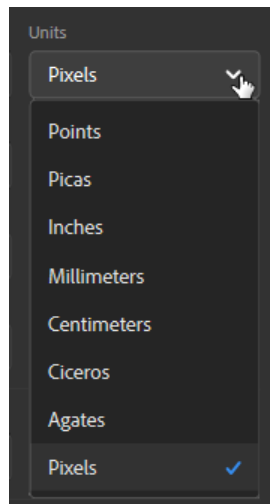 Units
Pixels
Points
Picas
Inches
Millimeters
Centimeters
Ciceros
Agates
Pixels